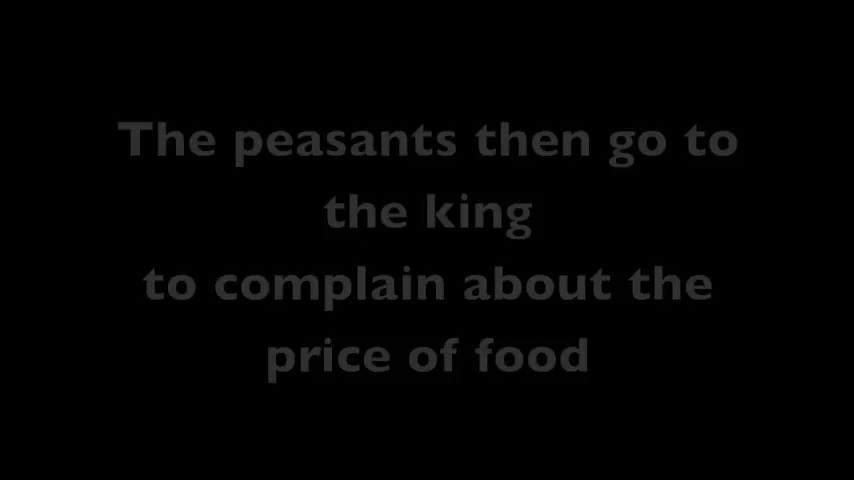 The peasants then go to
the king
to complain about the
price of food